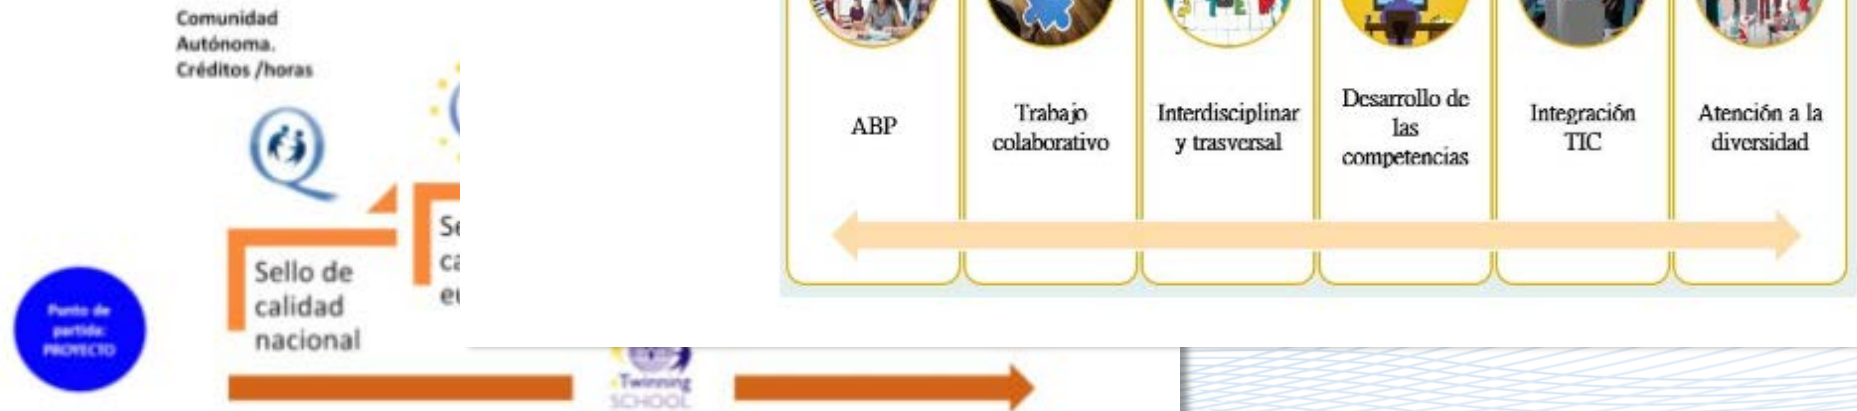 Comunidad
Autónoma.
Créditos /horas
Sello de
calidad
nacional
Punto de
partida:
PROYECTO
Twinning
SCHOOL
ABP
Trabajo
colaborativo
Interdisciplinar
y trasversal
Desarrollo de
las
competencias
Integración
TIC
Atención a la
diversidad